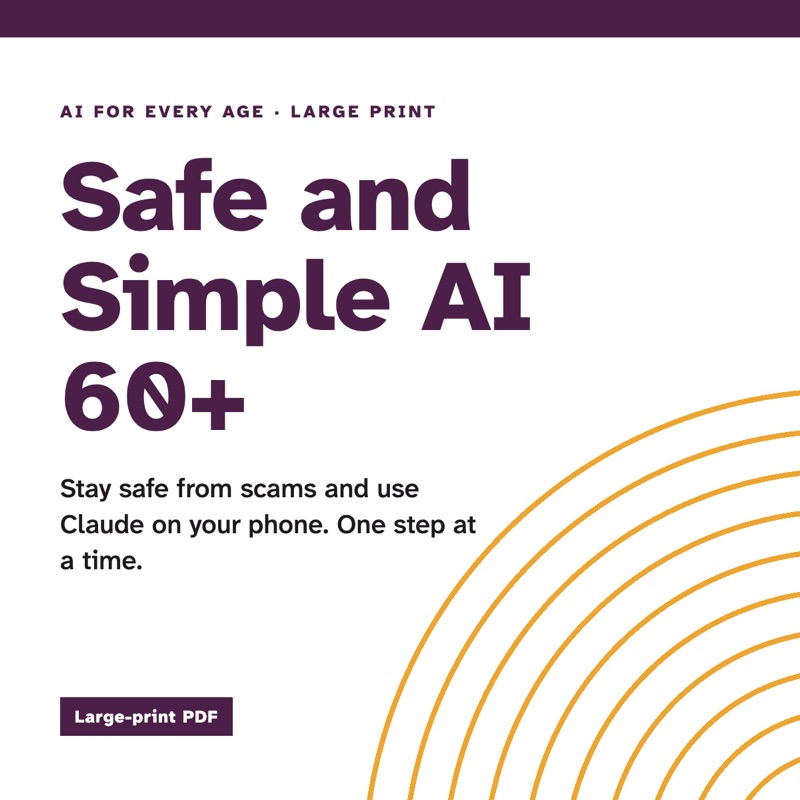 AI FOR EVERY AGE · LARGE PRINT
Safe and
Simple AI
60+
Stay safe from scams and use
Claude on your phone. One step at
a time.
Large-print PDF